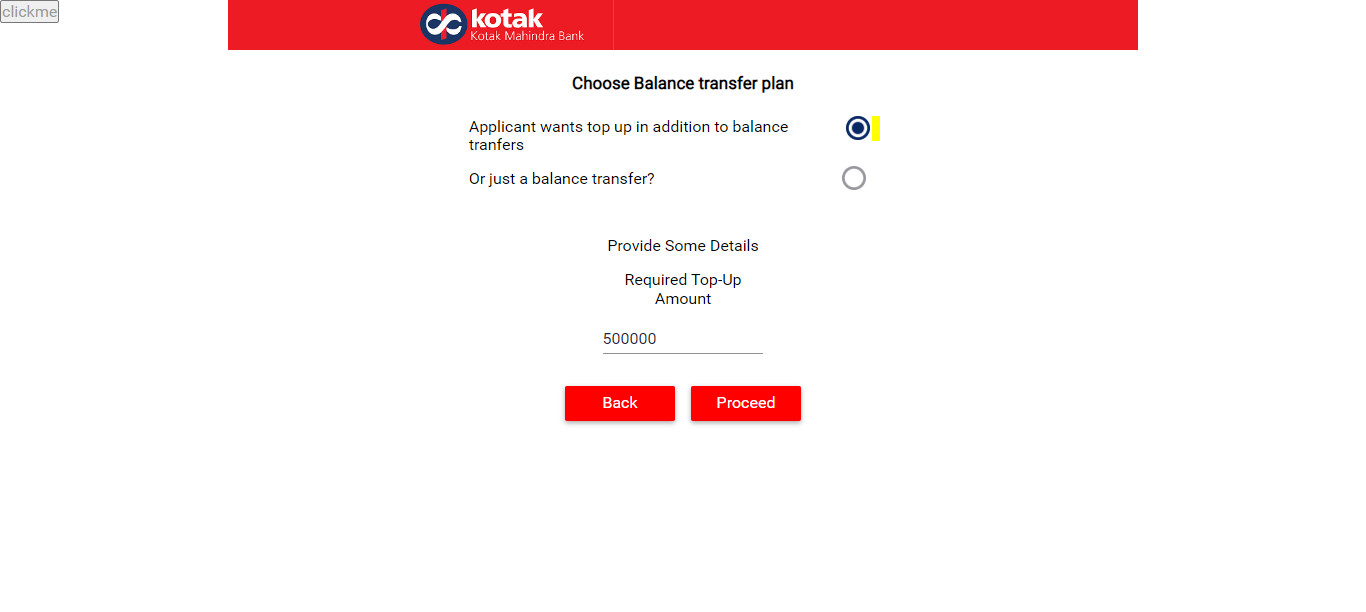 clickme
kotak
Kotak Mahindra Bank
Choose Balance transfer plan
Applicant wants top up in addition to balance
tranfers
Or just a balance transfer?
Provide Some Details
Required Top-Up
Amount
500000
Back
Proceed